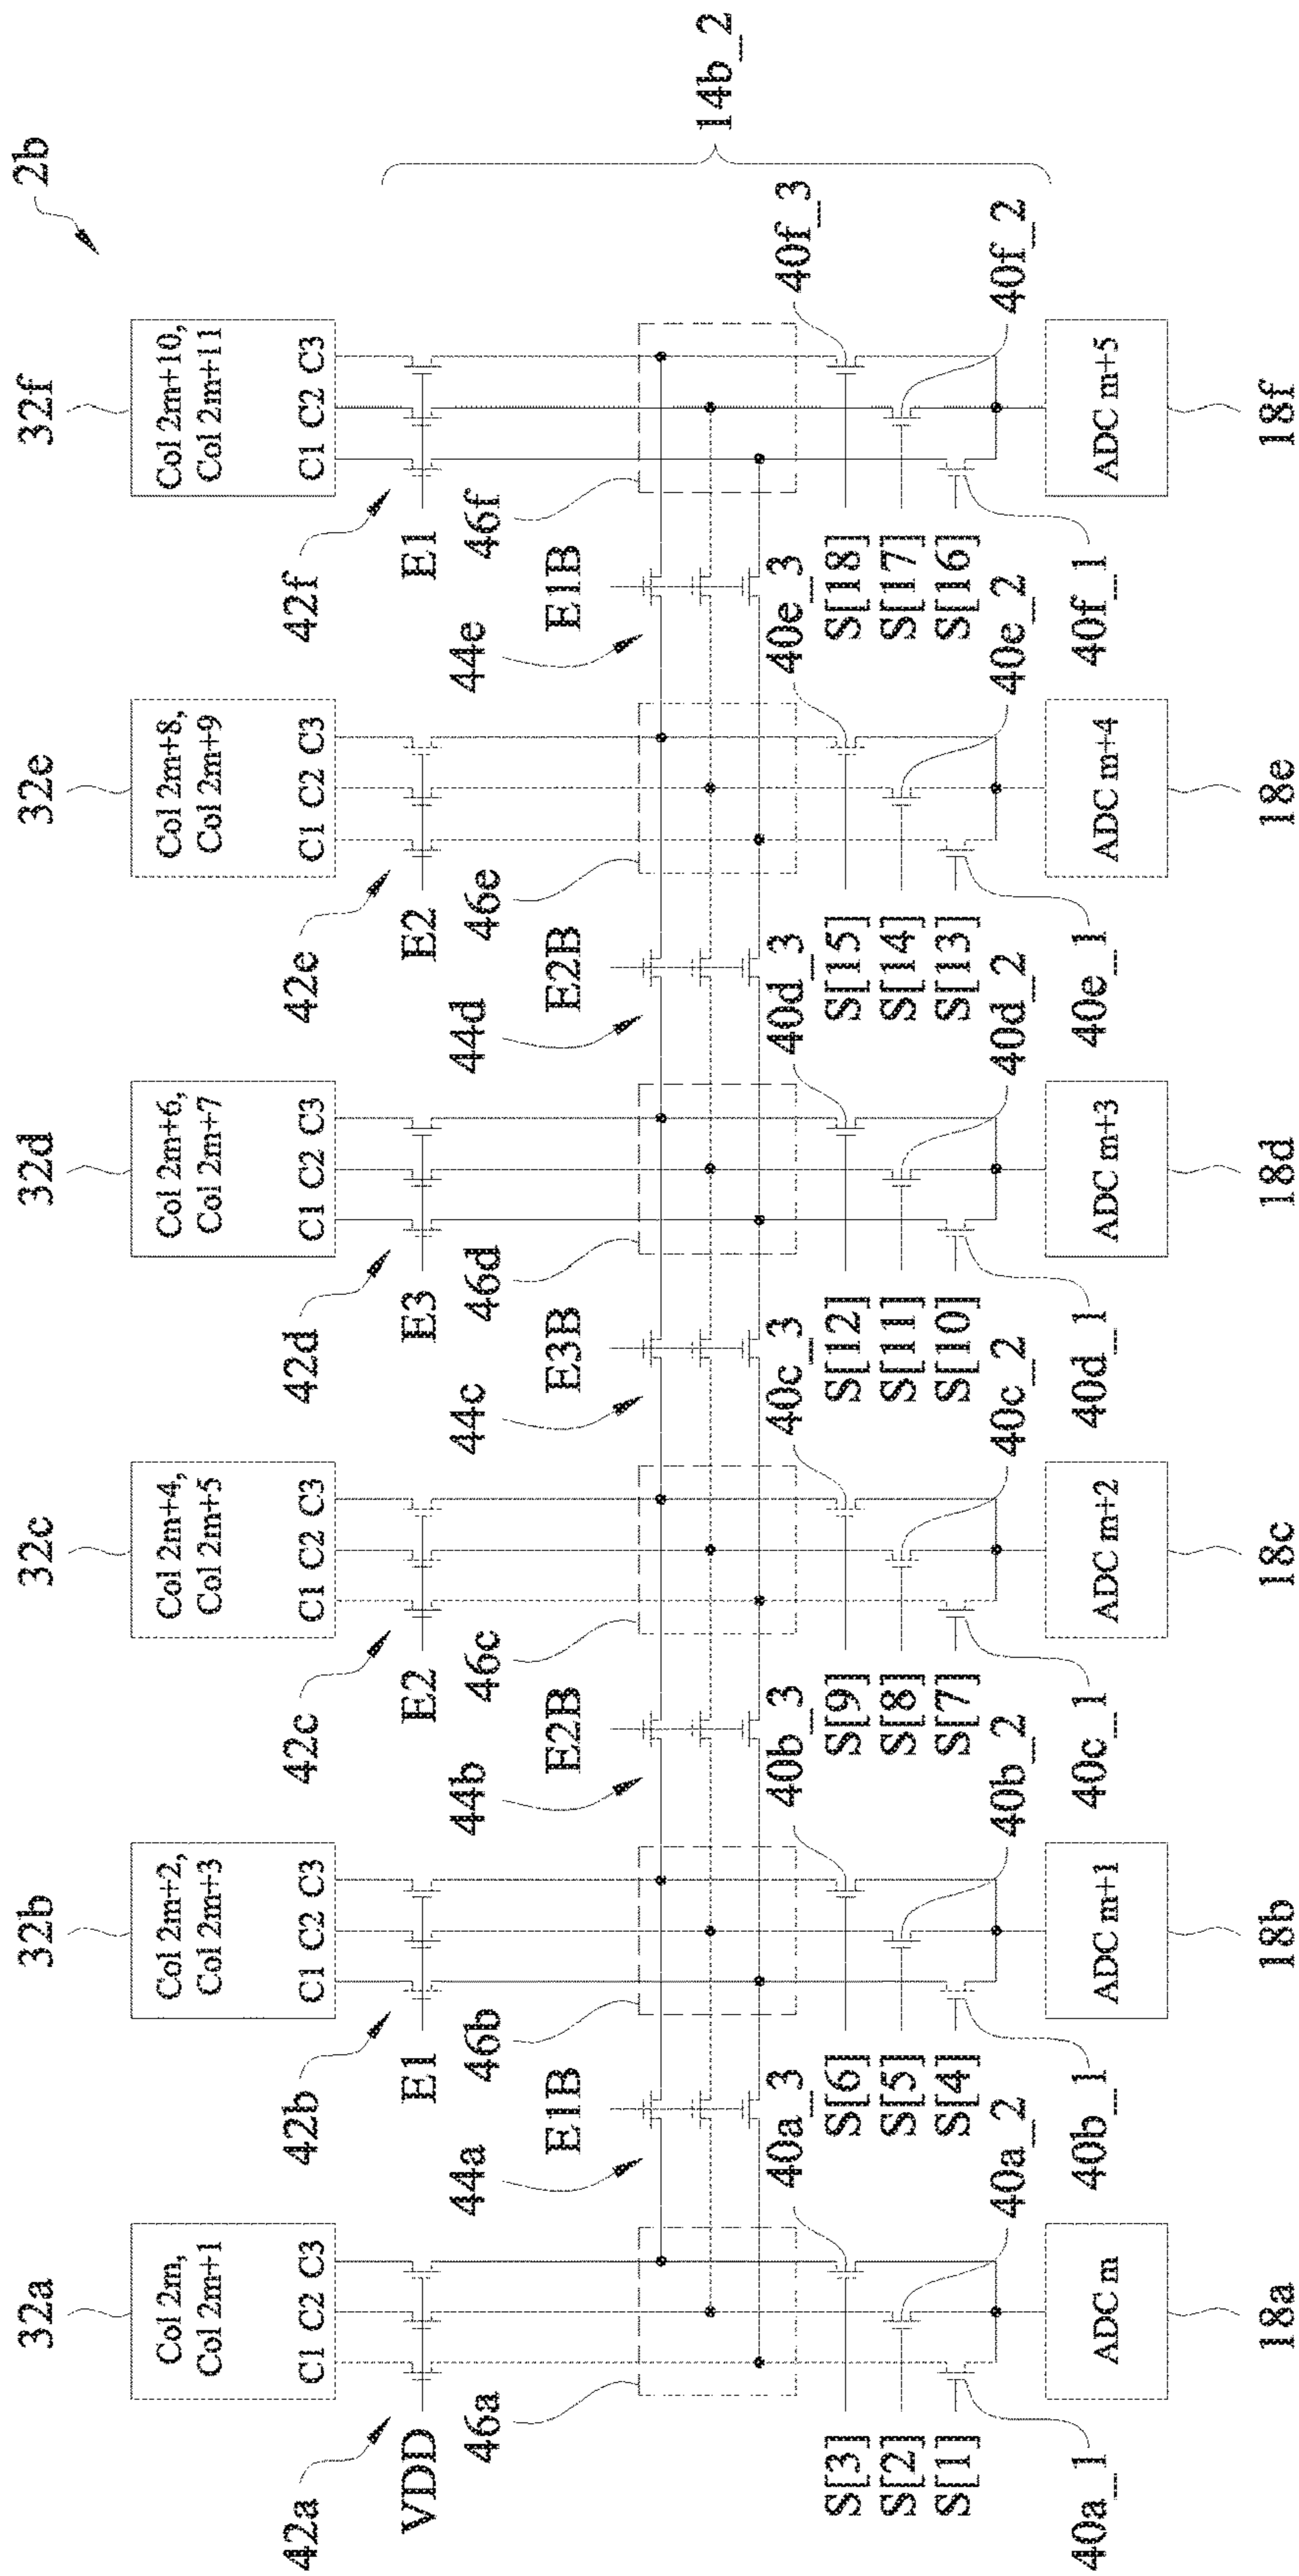 2b
32a
32b
32c
32d
32e
32f
Col 2m,
Col 2m+1
C1 C2 C3
Col 2m+2,
Col 2m+3
C1 C2 C3
Col 2m+4,
Col 2m+5
C1 C2 C3
Col 2m+6,
Col 2m+7
C1 C2 C3
Col 2m+8,
Col 2m+9
C1 C2 C3
Col 2m+10,
Col 2m+11
C1 C2 C3
42a
42b
42c
42d
42e
42f
VDD
E1
E2
E3
E2
E1
46a
44a
46b
44b
46c
44c
46d
44d
46e
44e
46f
E1B
E2B
E3B
E2B
E1B
14b_2
40a_3
40b_3
40c_3
40d_3
40e_3
40f_3
S[3]
S[6]
S[9]
S[12]
S[15]
S[18]
S[2]
S[5]
S[8]
S[11]
S[14]
S[17]
S[1]
S[4]
S[7]
S[10]
S[13]
S[16]
40a_2
40b_2
40c_2
40d_2
40e_2
40f_2
40a_1
40b_1
40c_1
40d_1
40e_1
40f_1
ADC m
ADC m+1
ADC m+2
ADC m+3
ADC m+4
ADC m+5
18a
18b
18c
18d
18e
18f